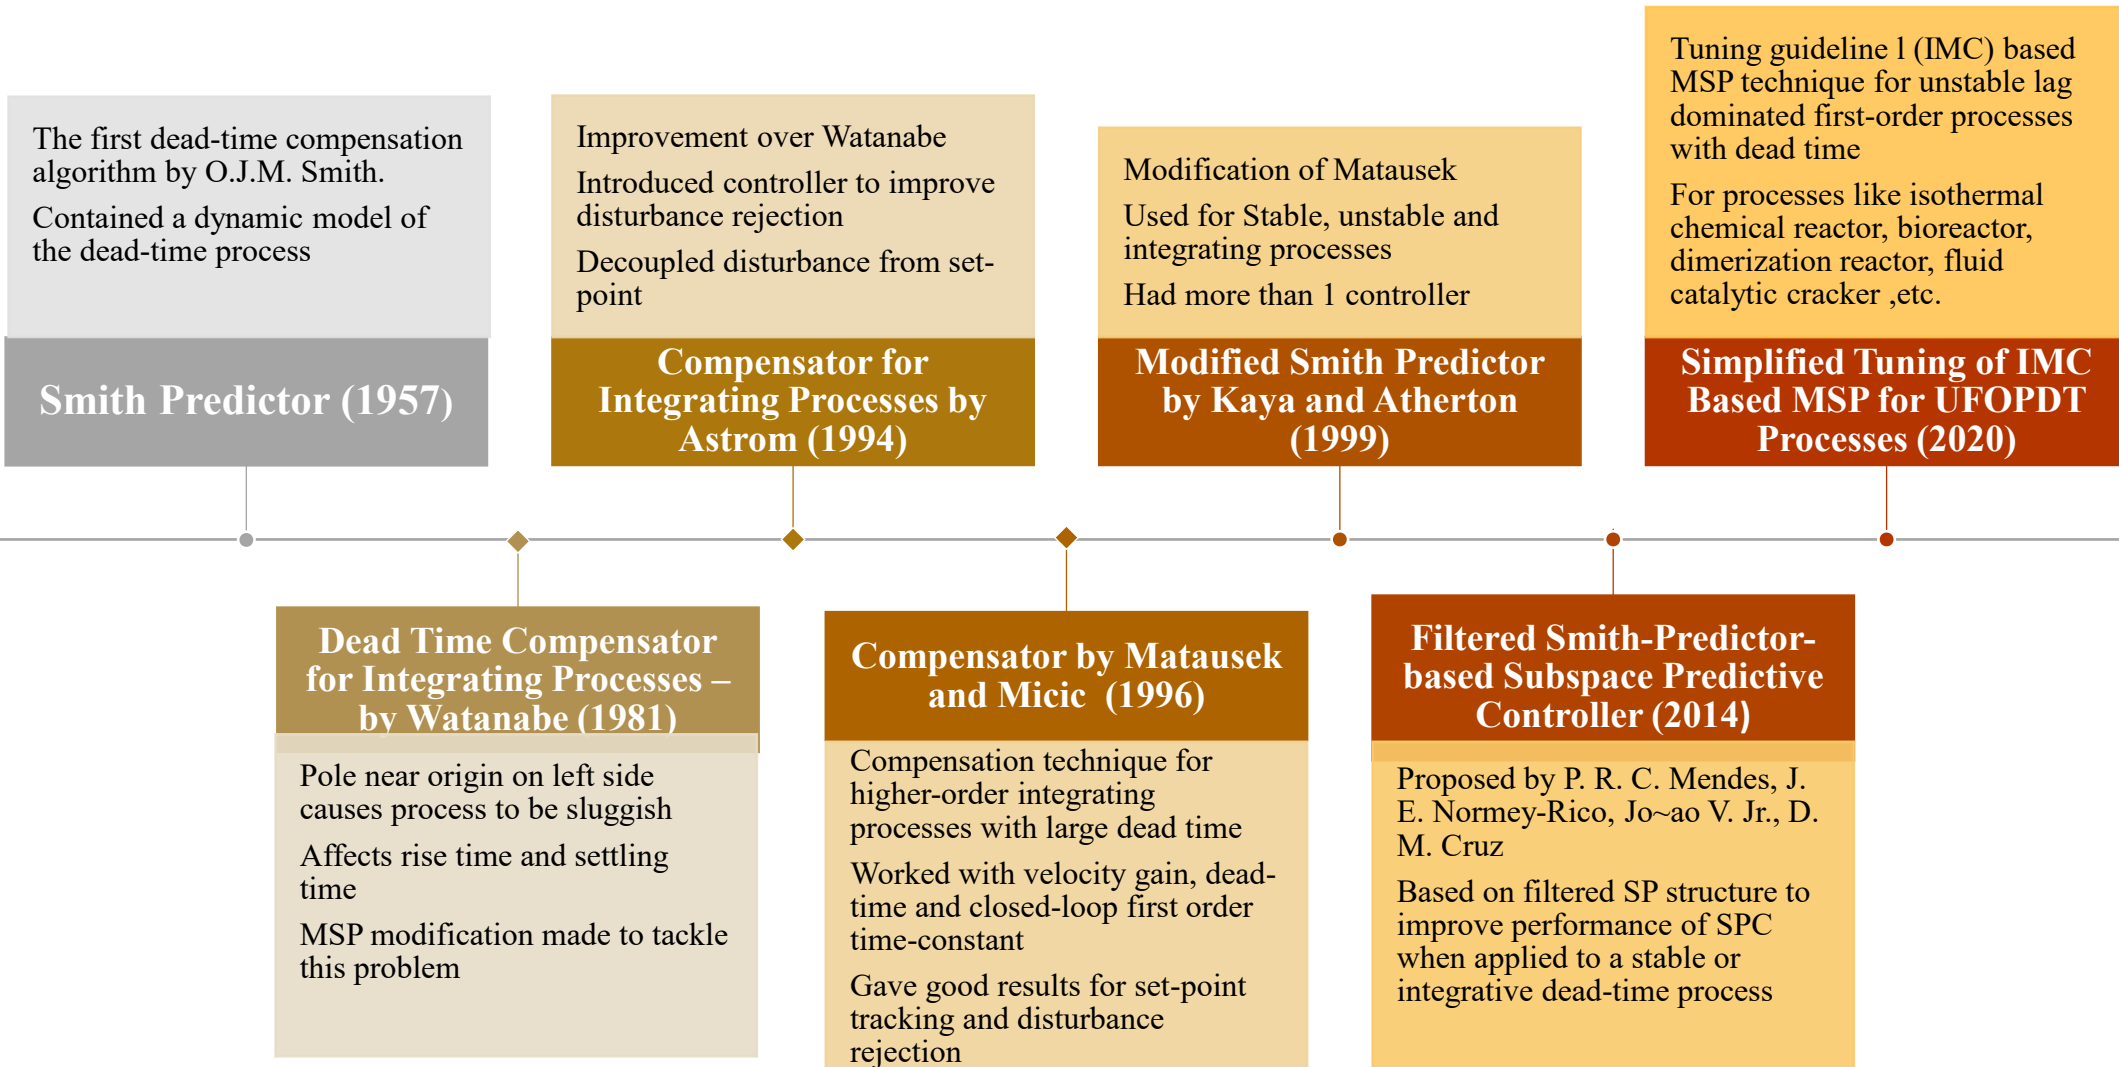 The first dead-time compensation
algorithm by O.J.M. Smith.
Contained a dynamic model of
the dead-time process
Smith Predictor (1957)
Dead Time Compensator
for Integrating Processes –
by Watanabe (1981)
Pole near origin on left side
causes process to be sluggish
Affects rise time and settling
time
MSP modification made to tackle
this problem
Improvement over Watanabe
Introduced controller to improve
disturbance rejection
Decoupled disturbance from set-
point
Compensator for
Integrating Processes by
Astrom (1994)
Compensator by Matausek
and Micic  (1996)
Compensation technique for
higher-order integrating
processes with large dead time
Worked with velocity gain, dead-
time and closed-loop first order
time-constant
Gave good results for set-point
tracking and disturbance
rejection
Modification of Matausek
Used for Stable, unstable and
integrating processes
Had more than 1 controller
Modified Smith Predictor
by Kaya and Atherton
(1999)
Filtered Smith-Predictor-
based Subspace Predictive
Controller (2014)
Proposed by P. R. C. Mendes, J.
E. Normey-Rico, Jo~ao V. Jr., D.
M. Cruz
Based on filtered SP structure to
improve performance of SPC
when applied to a stable or
integrative dead-time process
Tuning guideline l (IMC) based
MSP technique for unstable lag
dominated first-order processes
with dead time
For processes like isothermal
chemical reactor, bioreactor,
dimerization reactor, fluid
catalytic cracker ,etc.
Simplified Tuning of IMC
Based MSP for UFOPDT
Processes (2020)